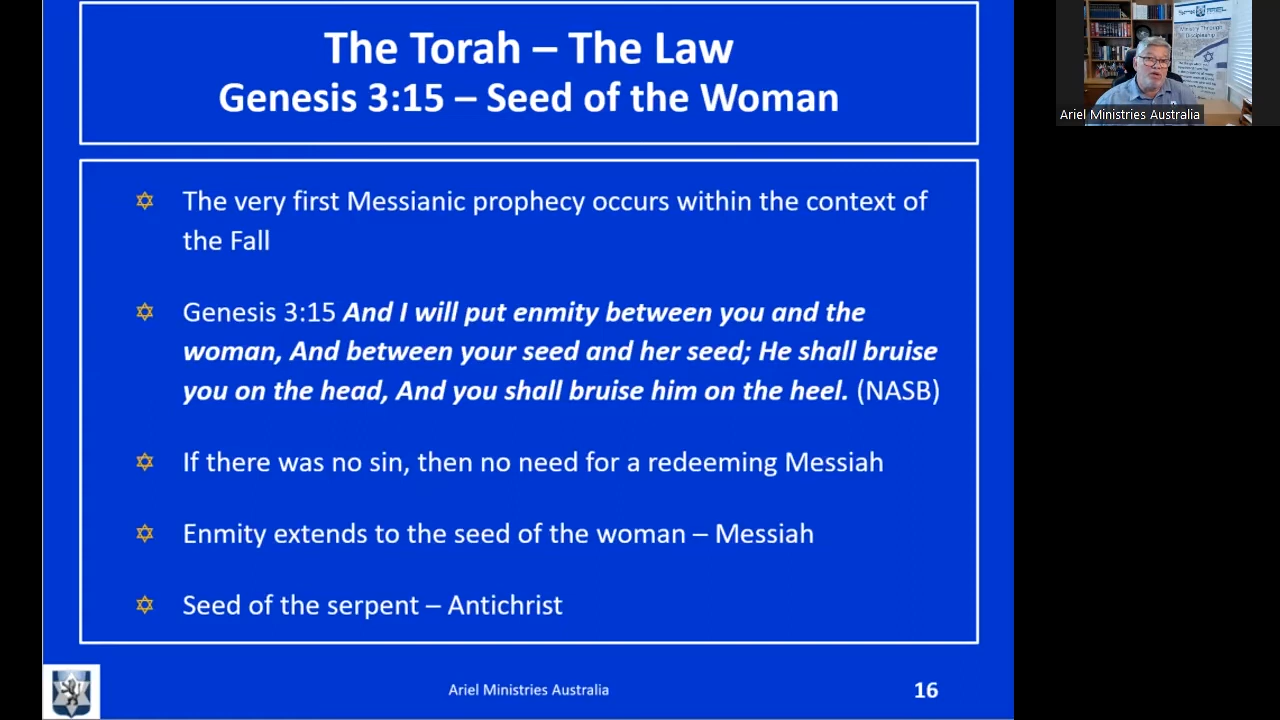 The Torah – The Law
Genesis 3:15 – Seed of the Woman
The very first Messianic prophecy occurs within the context of
the Fall
Genesis 3:15 And I will put enmity between you and the
woman, And between your seed and her seed; He shall bruise
you on the head, And you shall bruise him on the heel. (NASB)
If there was no sin, then no need for a redeeming Messiah
Enmity extends to the seed of the woman – Messiah
Seed of the serpent – Antichrist
Ariel Ministries Australia
16
ARIEL
Ministry Through
Discipleship
Ariel Ministries Australia